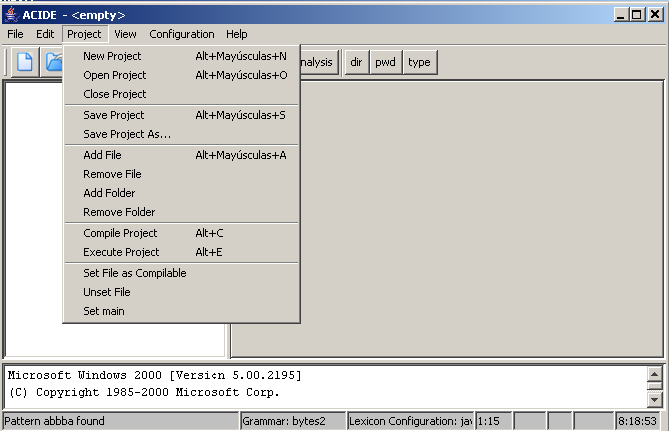 ACIDE - <empty>
File Edit Project View Configuration Help
nalysis dir pwd type
New Project Alt+Mayúsculas+N
Open Project Alt+Mayúsculas+O
Close Project
Save Project Alt+Mayúsculas+S
Save Project As...
Add File Alt+Mayúsculas+A
Remove File
Add Folder
Remove Folder
Compile Project Alt+C
Execute Project Alt+E
Set File as Compilable
Unset File
Set main
Microsoft Windows 2000 [Versi<n 5.00.2195]
(C) Copyright 1985-2000 Microsoft Corp.
Pattern abbba found Grammar: bytes2 Lexicon Configuration: jav 1:15 8:18:53